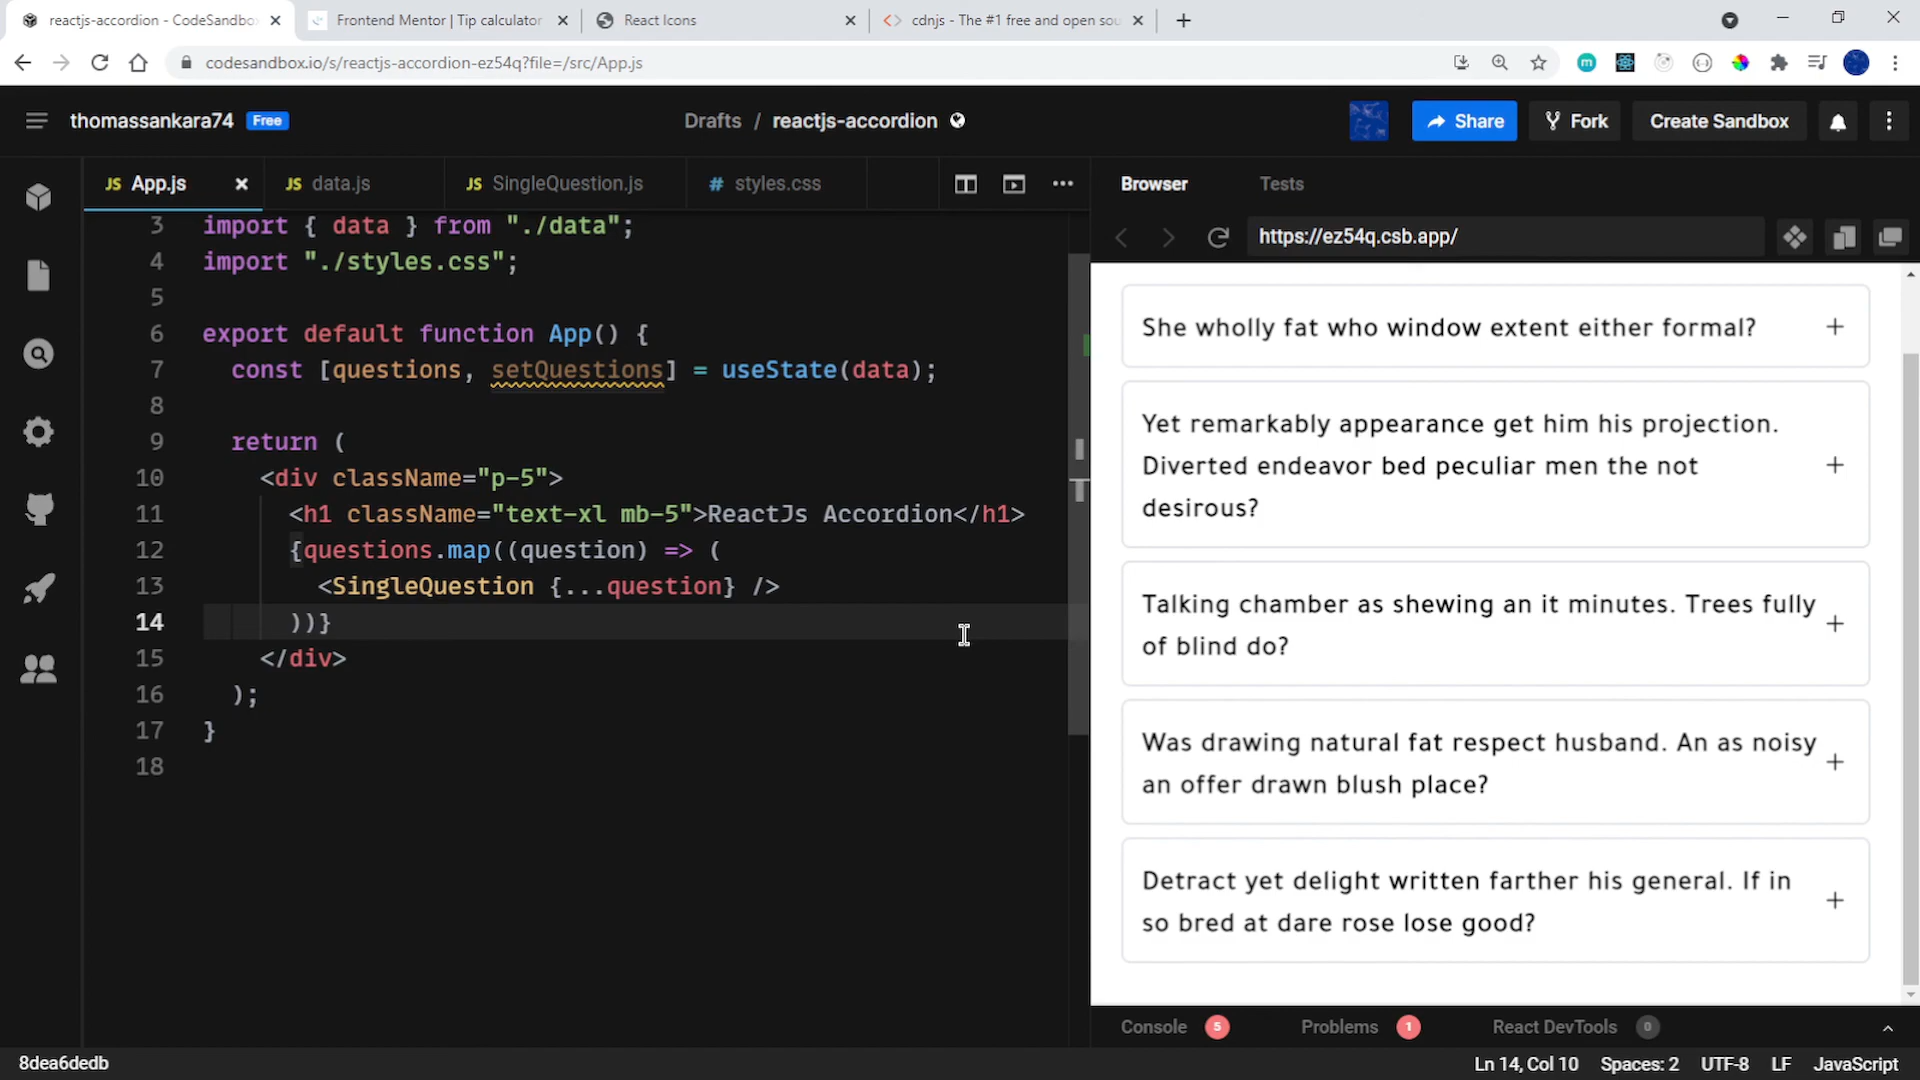 reactjs-accordion - CodeSandbo
Frontend Mentor | Tip calculator
React Icons
cdnjs - The #1 free and open sou
codesandbox.io/s/reactjs-accordion-ez54q?file=/src/App.js
thomassankara74 Free
Drafts / reactjs-accordion
Share
Fork
Create Sandbox
JS App.js
JS data.js
JS SingleQuestion.js
# styles.css
Browser
Tests
https://ez54q.csb.app/
3 import { data } from "./data";
4 import "./styles.css";
5
6 export default function App() {
7 const [questions, setQuestions] = useState(data);
8
9 return (
10 <div className="p-5">
11 <h1 className="text-xl mb-5">ReactJs Accordion</h1>
12 {questions.map((question) => (
13 <SingleQuestion {...question} />
14 ))}
15 </div>
16 );
17 }
18
She wholly fat who window extent either formal? +
Yet remarkably appearance get him his projection.
Diverted endeavor bed peculiar men the not +
desirous?
Talking chamber as shewing an it minutes. Trees fully +
of blind do?
Was drawing natural fat respect husband. An as noisy +
an offer drawn blush place?
Detract yet delight written farther his general. If in +
so bred at dare rose lose good?
Console 5
Problems 1
React DevTools 0
8dea6dedb
Ln 14, Col 10 Spaces: 2 UTF-8 LF JavaScript